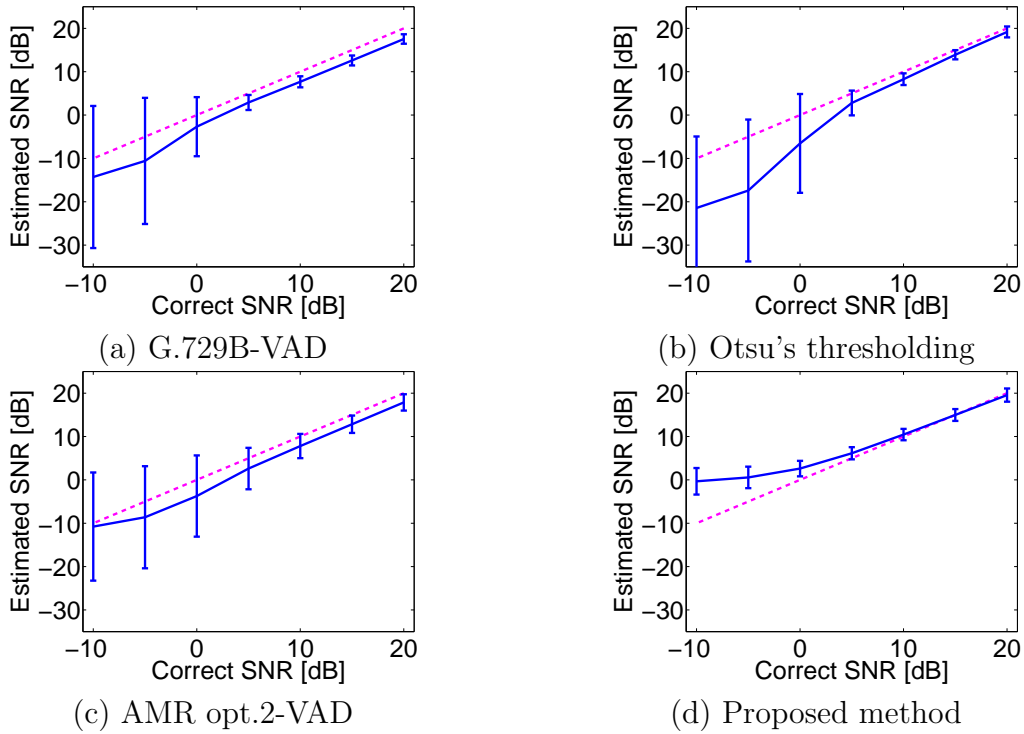 20
10
0
−10
−20
−30
Estimated SNR [dB]
−10 0 10 20
Correct SNR [dB]
(a) G.729B-VAD
20
10
0
−10
−20
−30
Estimated SNR [dB]
−10 0 10 20
Correct SNR [dB]
(b) Otsu's thresholding
20
10
0
−10
−20
−30
Estimated SNR [dB]
−10 0 10 20
Correct SNR [dB]
(c) AMR opt.2-VAD
20
10
0
−10
−20
−30
Estimated SNR [dB]
−10 0 10 20
Correct SNR [dB]
(d) Proposed method